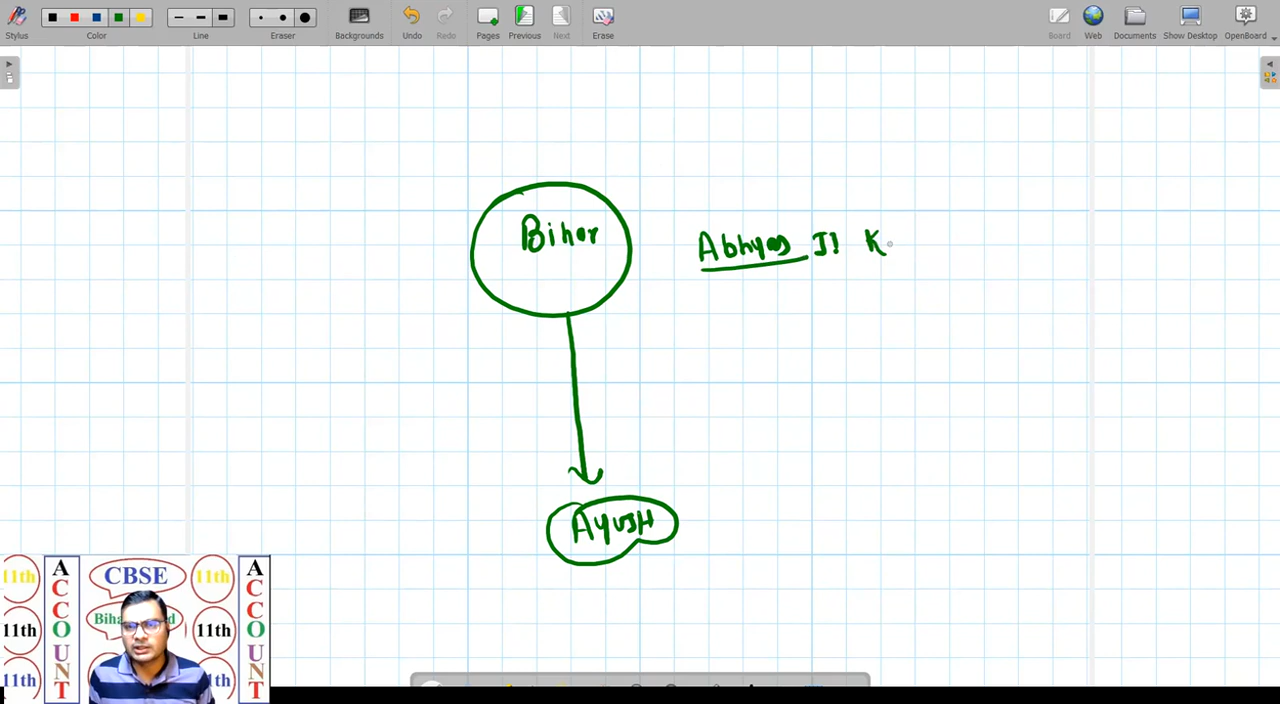 Stylus
Color
Line
Eraser
Backgrounds
Undo
Redo
Pages
Previous
Next
Erase
Board
Web
Documents
Show Desktop
OpenBoard
Bihar
Abhyas JI K
AYUSH
11th
11th
11th
ACCOUNT
CBSE
11th
11th
ACCOUNT